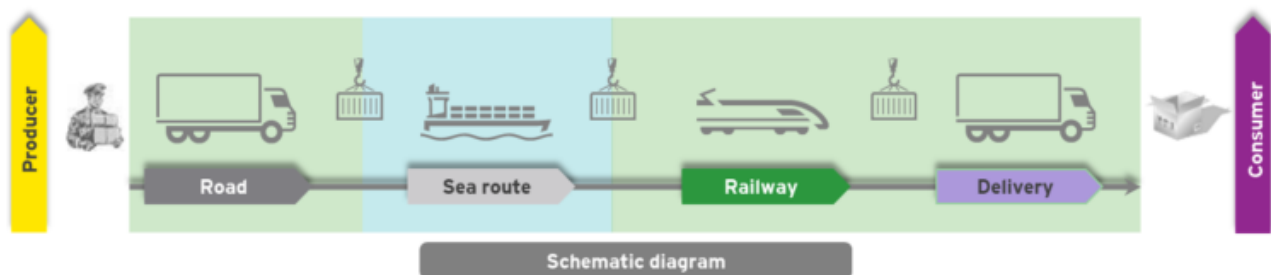 Producer
Road
Sea route
Railway
Delivery
Consumer
Schematic diagram